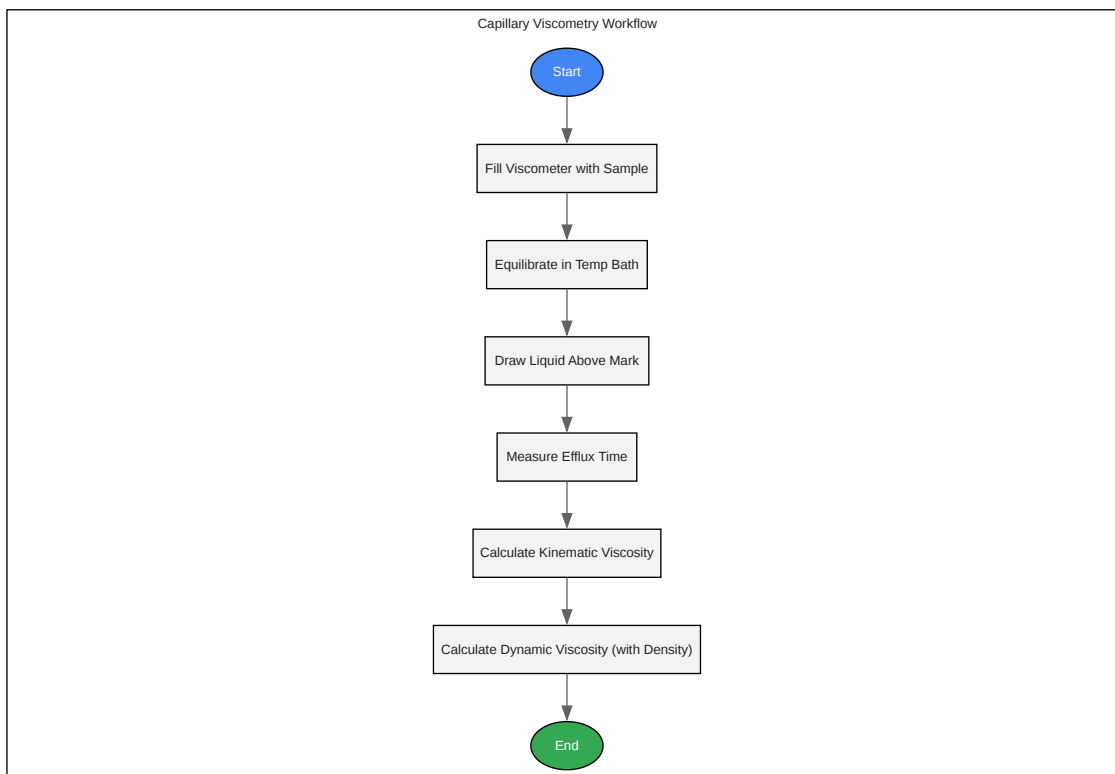 Capillary Viscometry Workflow
Start
Fill Viscometer with Sample
Equilibrate in Temp Bath
Draw Liquid Above Mark
Measure Efflux Time
Calculate Kinematic Viscosity
Calculate Dynamic Viscosity (with Density)
End